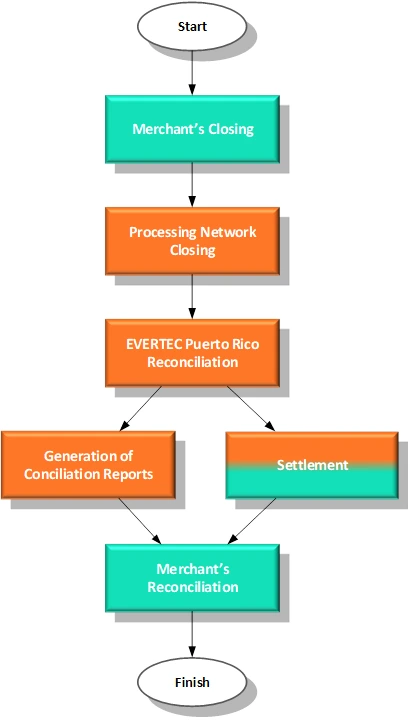 Start
Merchant's Closing
Processing Network
Closing
EVERTEC Puerto Rico
Reconciliation
Generation of
Conciliation Reports
Settlement
Merchant's
Reconciliation
Finish